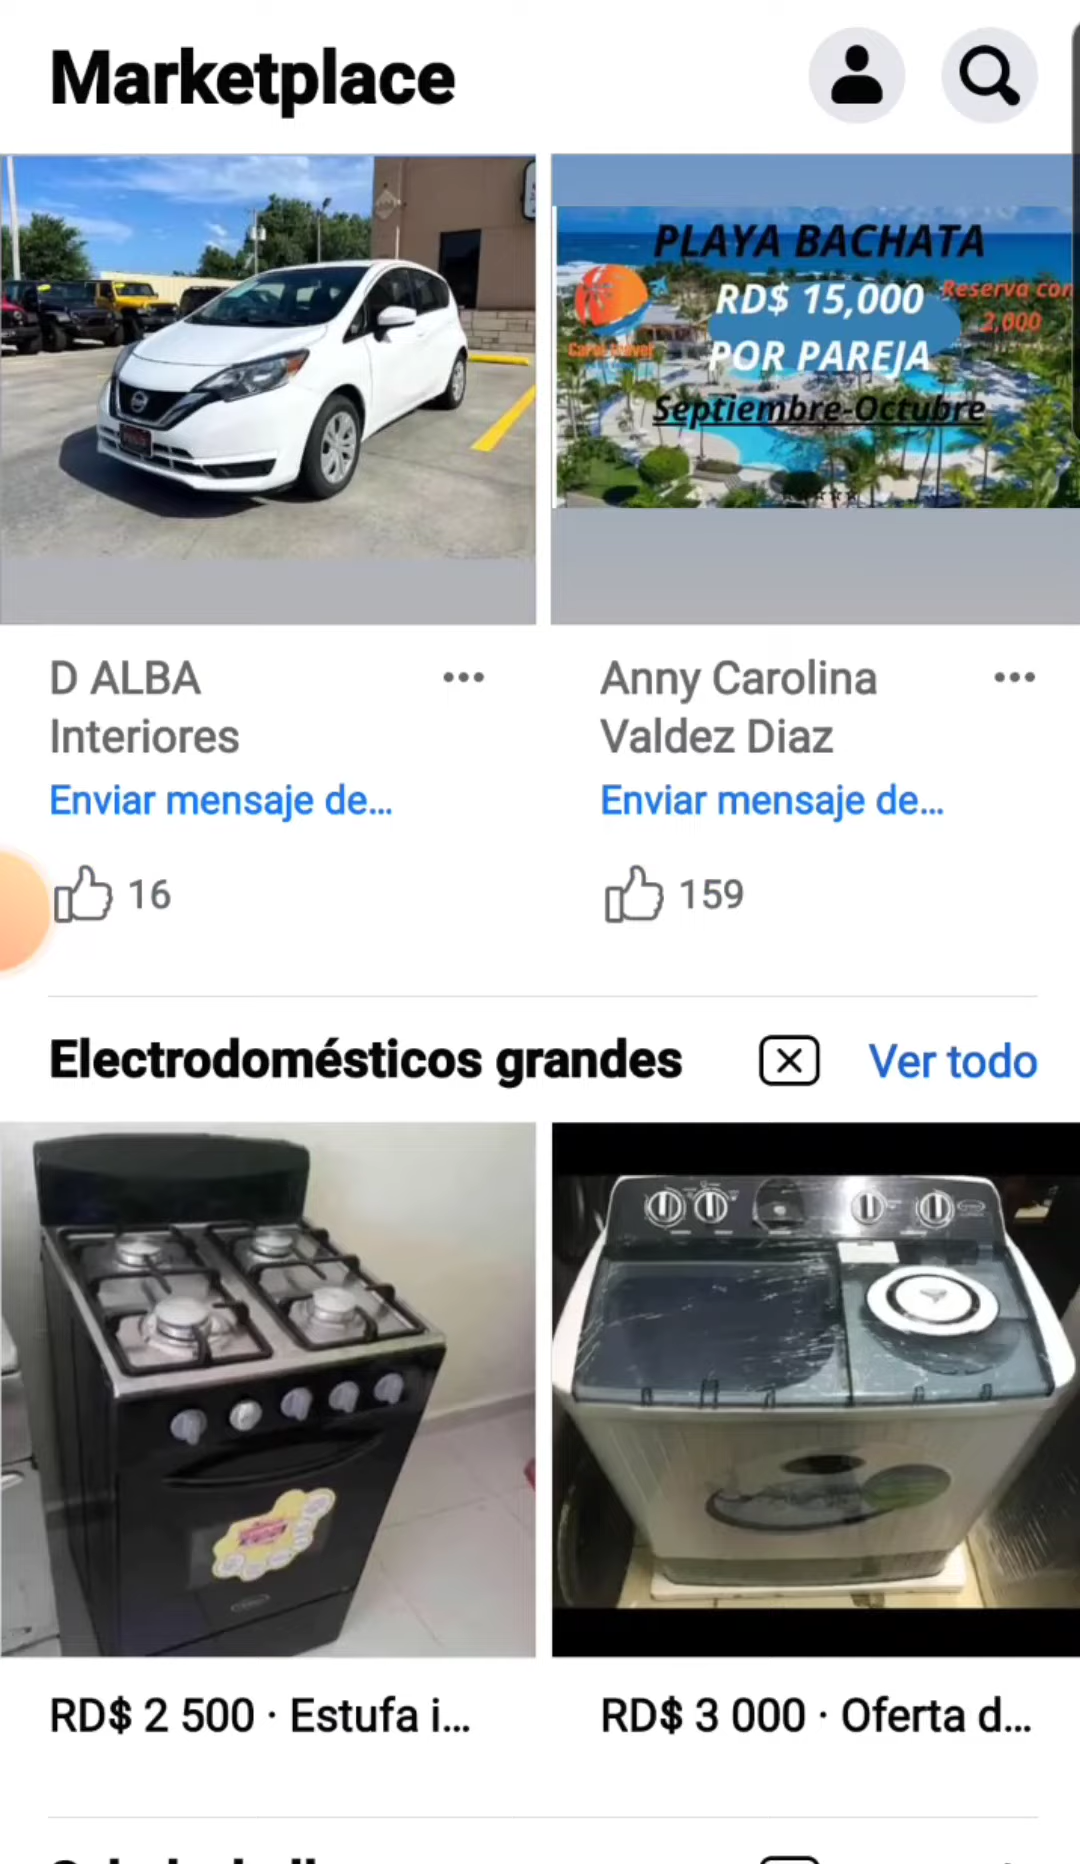 Marketplace
PLAYA BACHATA
RD$ 15,000
Reserva con
2,000
POR PAREJA
Septiembre-Octubre
D ALBA
Interiores
Enviar mensaje de...
16
Anny Carolina
Valdez Diaz
Enviar mensaje de...
159
Electrodomésticos grandes
Ver todo
RD$ 2 500 · Estufa i...
RD$ 3 000 · Oferta d...